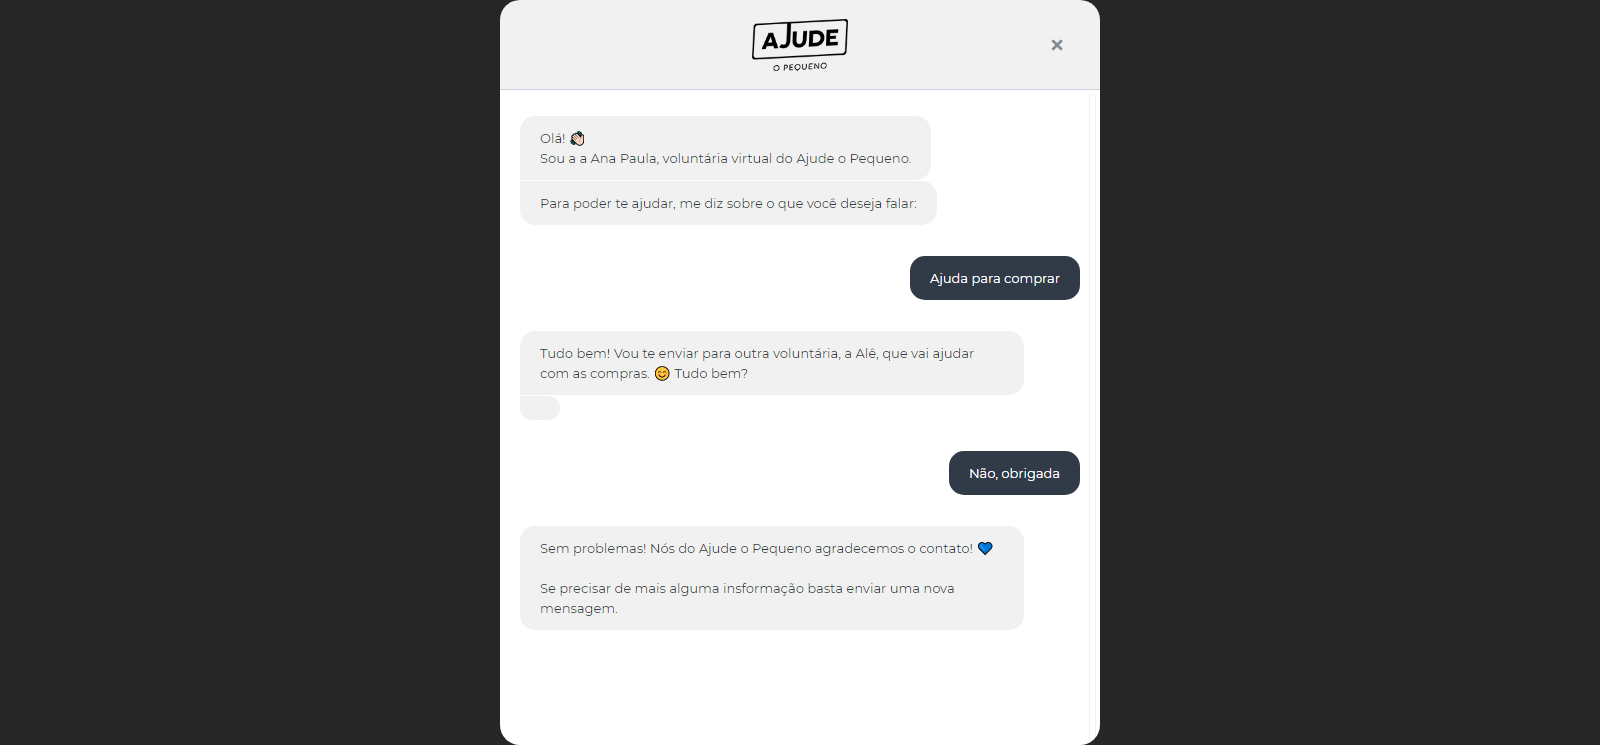 AJUDE
O PEQUENO
×
Olá! 👏🏻
Sou a a Ana Paula, voluntária virtual do Ajude o Pequeno.
Para poder te ajudar, me diz sobre o que você deseja falar:
Ajuda para comprar
Tudo bem! Vou te enviar para outra voluntária, a Alê, que vai ajudar
com as compras. 😊 Tudo bem?
Não, obrigada
Sem problemas! Nós do Ajude o Pequeno agradecemos o contato! 💙
Se precisar de mais alguma insformação basta enviar uma nova
mensagem.